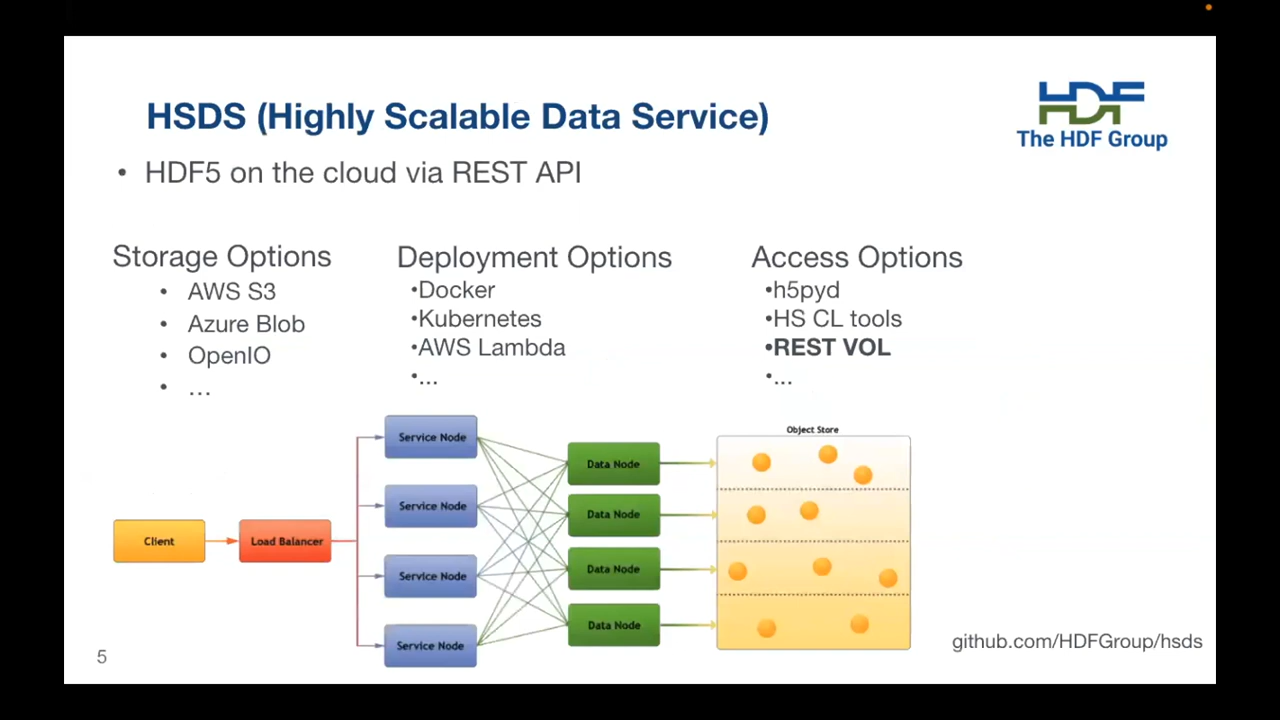 HSDS (Highly Scalable Data Service)
HDF
The HDF Group
• HDF5 on the cloud via REST API
Storage Options
• AWS S3
• Azure Blob
• OpenIO
• ...
Deployment Options
•Docker
•Kubernetes
•AWS Lambda
•...
Access Options
•h5pyd
•HS CL tools
•REST VOL
•...
Client
Load Balancer
Service Node
Service Node
Service Node
Service Node
Data Node
Data Node
Data Node
Data Node
Object Store
github.com/HDFGroup/hsds
5